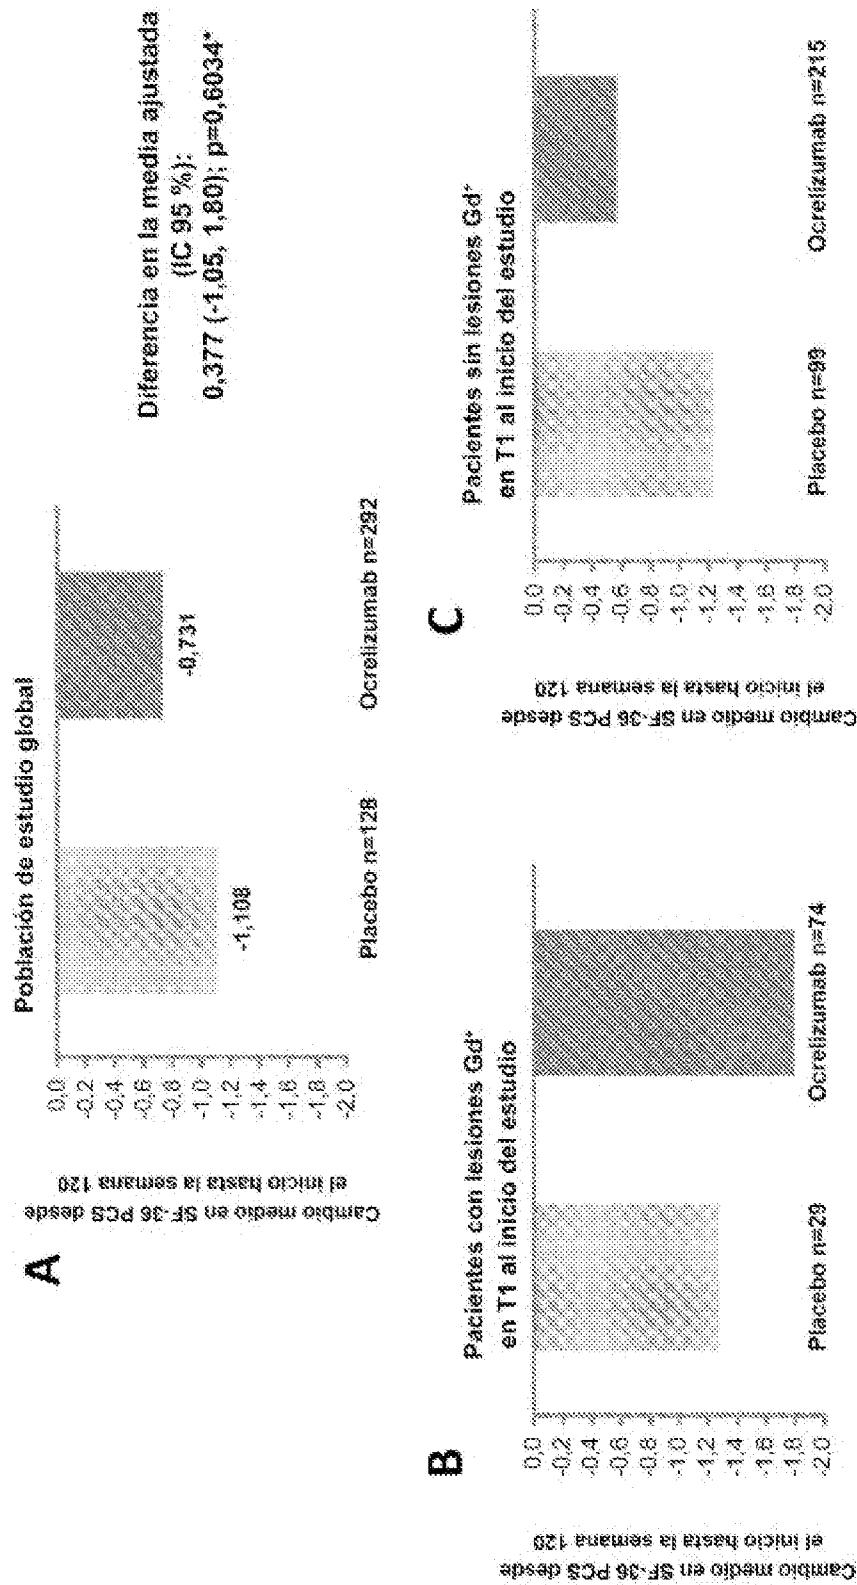 A
Población de estudio global
Cambio medio en SF-36 PCS desde
el inicio hasta la semana 120
0,0
-0,2
-0,4
-0,6
-0,8
-1,0
-1,2
-1,4
-1,6
-1,8
-2,0
-1,108
-0,731
Placebo n=128
Ocrelizumab n=292
Diferencia en la media ajustada
(IC 95 %):
0,377 (-1,05, 1,80); p=0,6034*
B
Pacientes con lesiones Gd+
en T1 al inicio del estudio
Cambio medio en SF-36 PCS desde
el inicio hasta la semana 120
0,0
-0,2
-0,4
-0,6
-0,8
-1,0
-1,2
-1,4
-1,6
-1,8
-2,0
Placebo n=29
Ocrelizumab n=74
C
Pacientes sin lesiones Gd+
en T1 al inicio del estudio
Cambio medio en SF-36 PCS desde
el inicio hasta la semana 120
0,0
-0,2
-0,4
-0,6
-0,8
-1,0
-1,2
-1,4
-1,6
-1,8
-2,0
Placebo n=99
Ocrelizumab n=215